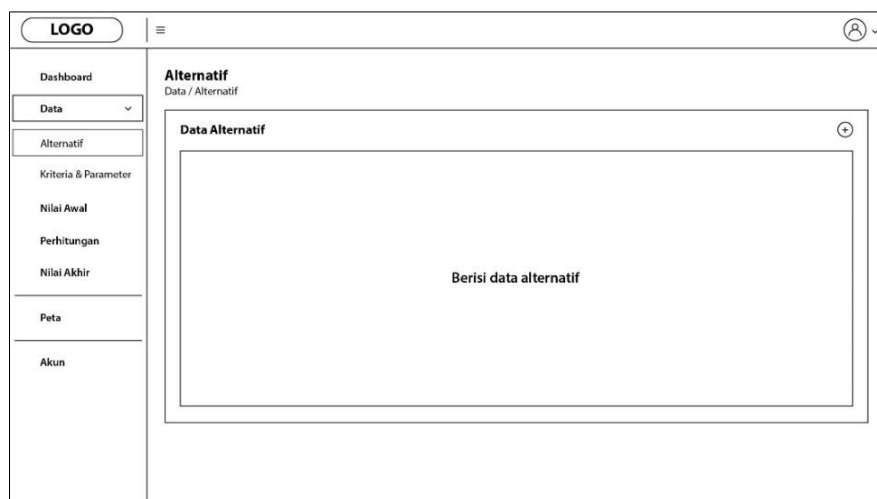 LOGO
Dashboard
Data
Alternatif
Kriteria & Parameter
Nilai Awal
Perhitungan
Nilai Akhir
Peta
Akun
Alternatif
Data / Alternatif
Data Alternatif
Berisi data alternatif